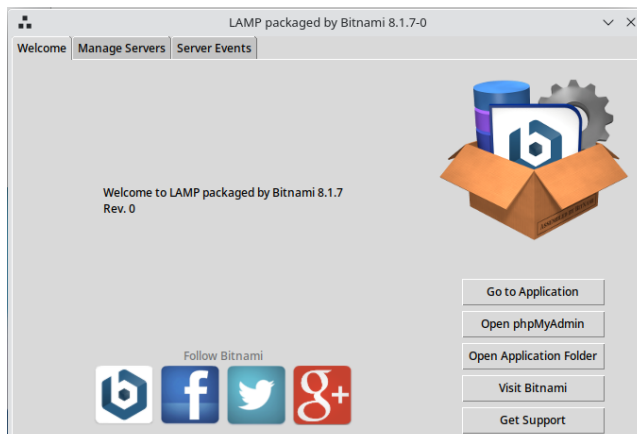 LAMP packaged by Bitnami 8.1.7-0
Welcome Manage Servers Server Events
Welcome to LAMP packaged by Bitnami 8.1.7
Rev. 0
Go to Application
Open phpMyAdmin
Open Application Folder
Visit Bitnami
Get Support
Follow Bitnami
f
g+